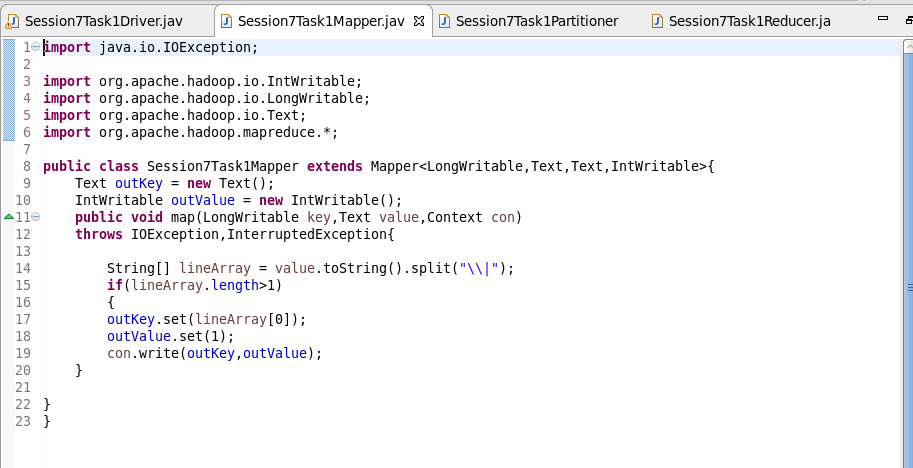 Session7Task1Driver.jav Session7Task1Mapper.jav Session7Task1Partitioner Session7Task1Reducer.ja
1 import java.io.IOException;
2
3 import org.apache.hadoop.io.IntWritable;
4 import org.apache.hadoop.io.LongWritable;
5 import org.apache.hadoop.io.Text;
6 import org.apache.hadoop.mapreduce.*;
7
8 public class Session7Task1Mapper extends Mapper<LongWritable,Text,Text,IntWritable>{
9     Text outKey = new Text();
10     IntWritable outValue = new IntWritable();
11     public void map(LongWritable key,Text value,Context con)
12     throws IOException,InterruptedException{
13
14         String[] lineArray = value.toString().split("\\|");
15         if(lineArray.length>1)
16         {
17         outKey.set(lineArray[0]);
18         outValue.set(1);
19         con.write(outKey,outValue);
20     }
21
22 }
23 }